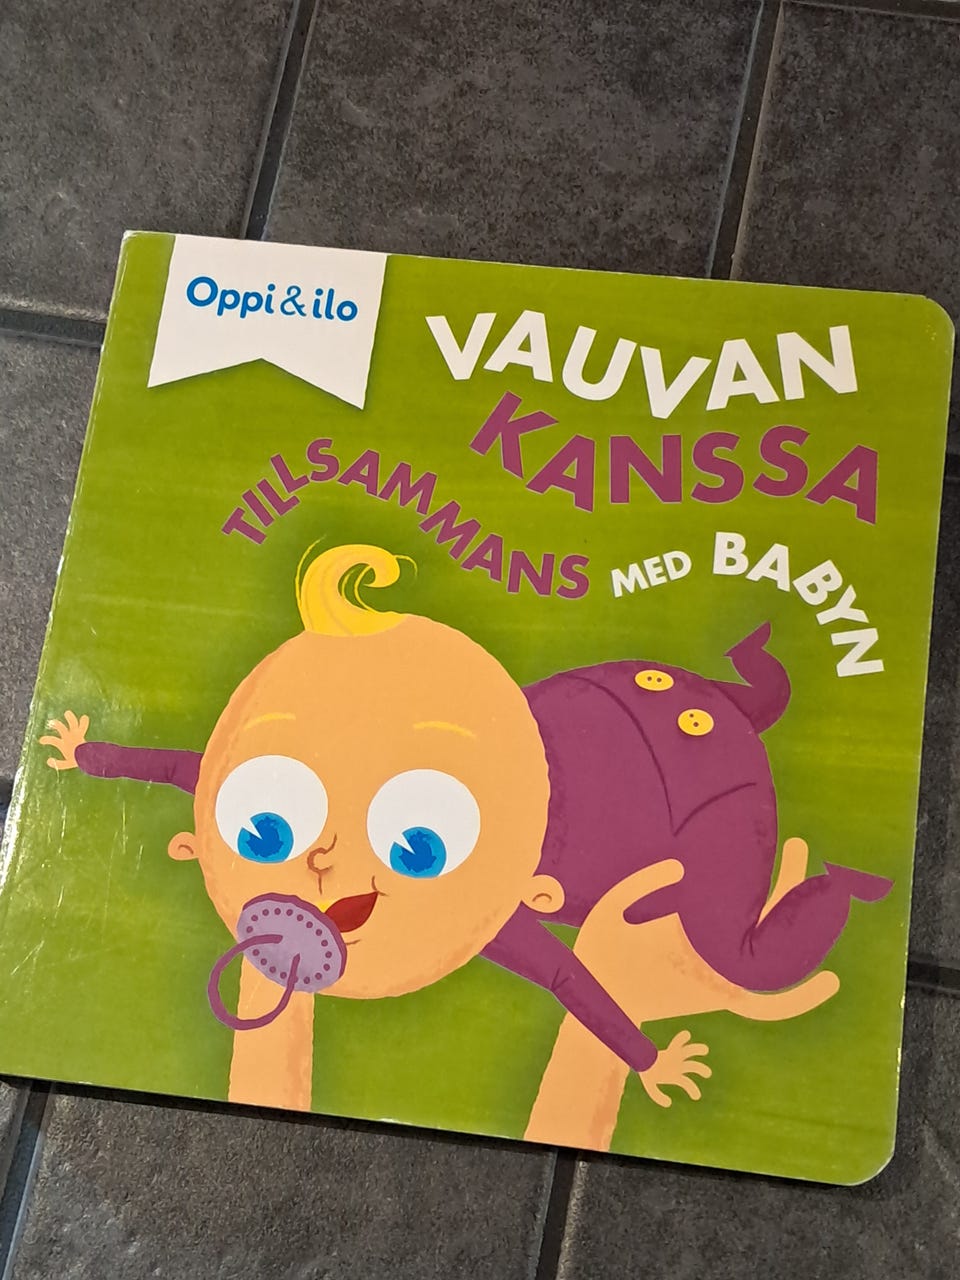 Oppi&ilo
VAUVAN
KANSSA
TILLSAMMANS MED BABYN